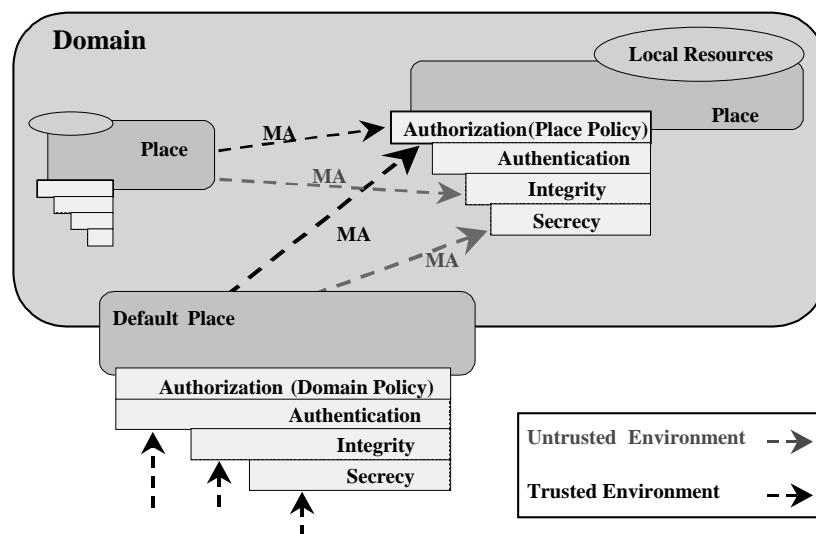 Domain
Local Resources
Place
Place
MA
Authorization(Place Policy)
Authentication
MA
Integrity
Secrecy
MA
MA
Default Place
Authorization (Domain Policy)
Authentication
Integrity
Secrecy
Untrusted Environment
Trusted Environment